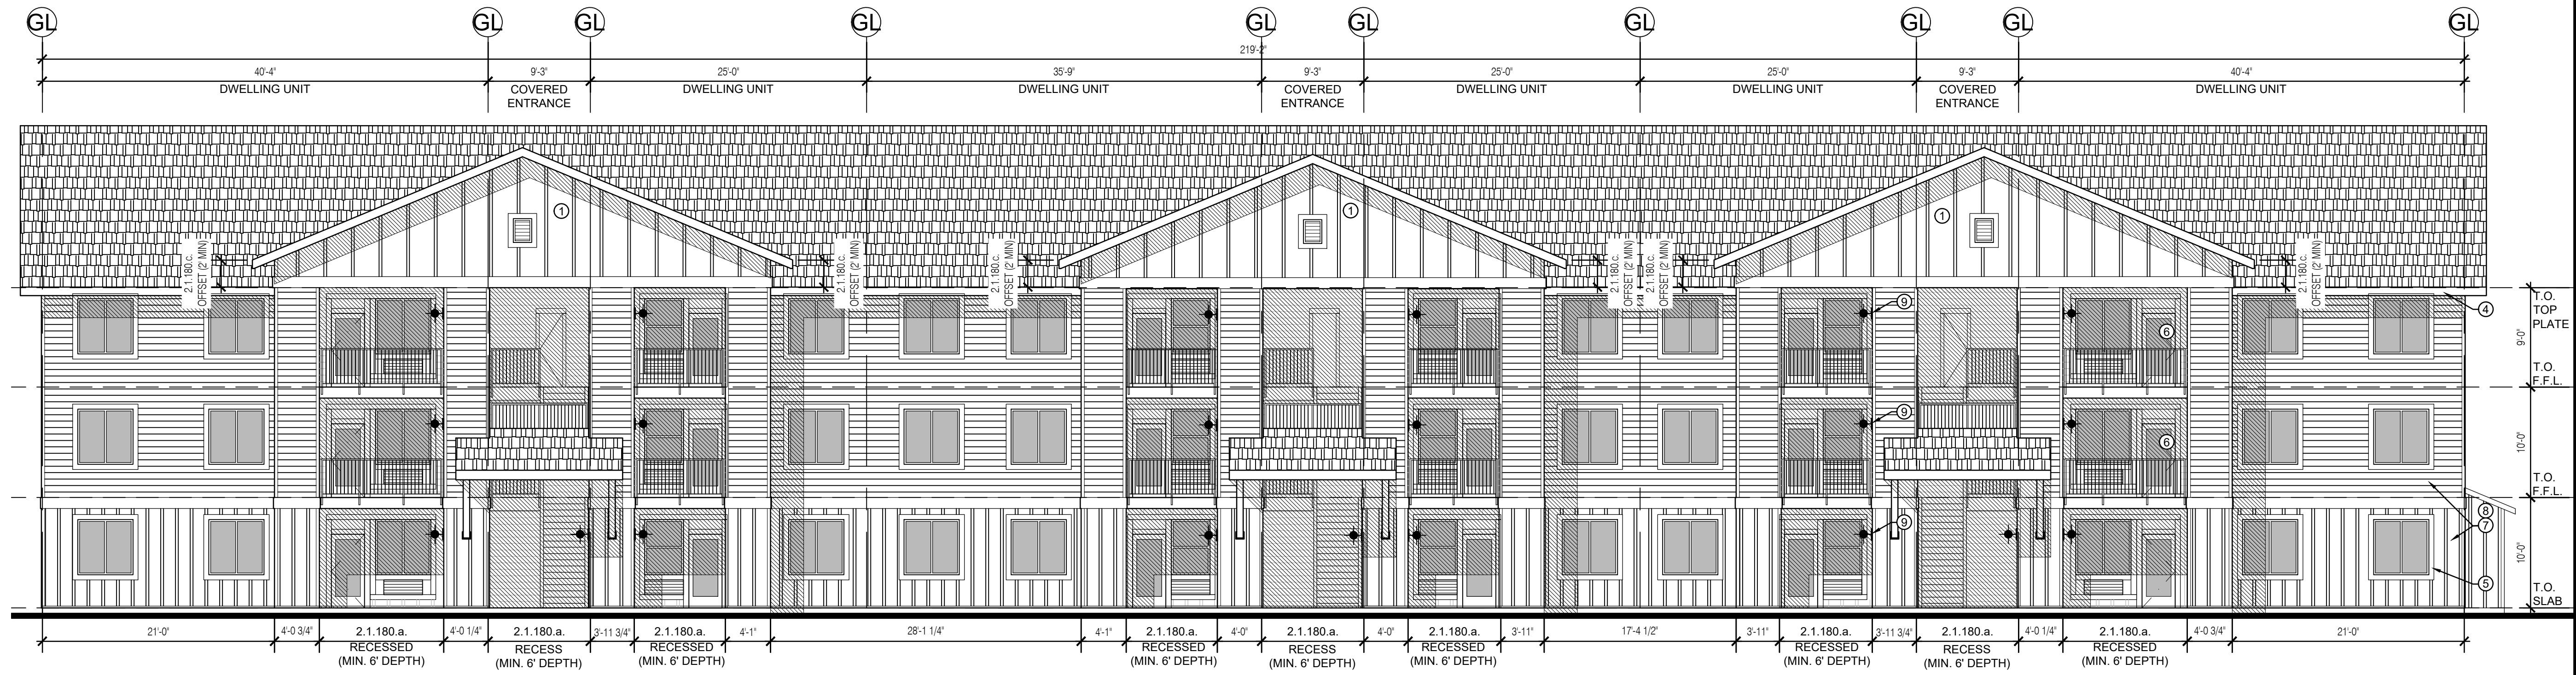 GL GL GL GL GL GL GL GL GL GL
219'-2"
40'-4" 9'-3" 25'-0" 35'-9" 9'-3" 25'-0" 25'-0" 9'-3" 40'-4"
DWELLING UNIT COVERED DWELLING UNIT DWELLING UNIT COVERED DWELLING UNIT DWELLING UNIT COVERED DWELLING UNIT
ENTRANCE ENTRANCE ENTRANCE
1 1 1
2.1.180.c.
OFFSET (2' MIN)
2.1.180.c.
OFFSET (2' MIN)
2.1.180.c.
OFFSET (2' MIN)
2.1.180.c.
OFFSET (2' MIN)
2.1.180.c.
OFFSET (2' MIN)
2.1.180.c.
OFFSET (2' MIN)
9 4
6
T.O.
TOP
PLATE
9'-0"
T.O.
F.F.L.
9
6
10'-0"
T.O.
F.F.L.
8
9 7
10'-0"
5
T.O.
SLAB
21'-0" 4'-0 3/4" 2.1.180.a. 4'-0 1/4" 2.1.180.a. 3'-11 3/4" 2.1.180.a. 4'-1" 28'-1 1/4" 4'-1" 2.1.180.a. 4'-0" 2.1.180.a. 4'-0" 2.1.180.a. 3'-11" 17'-4 1/2" 3'-11" 2.1.180.a. 3'-11 3/4" 2.1.180.a. 4'-0 1/4" 2.1.180.a. 4'-0 3/4" 21'-0"
RECESSED RECESS RECESSED RECESSED RECESS RECESSED RECESSED RECESS RECESSED
(MIN. 6' DEPTH) (MIN. 6' DEPTH) (MIN. 6' DEPTH) (MIN. 6' DEPTH) (MIN. 6' DEPTH) (MIN. 6' DEPTH) (MIN. 6' DEPTH) (MIN. 6' DEPTH) (MIN. 6' DEPTH)